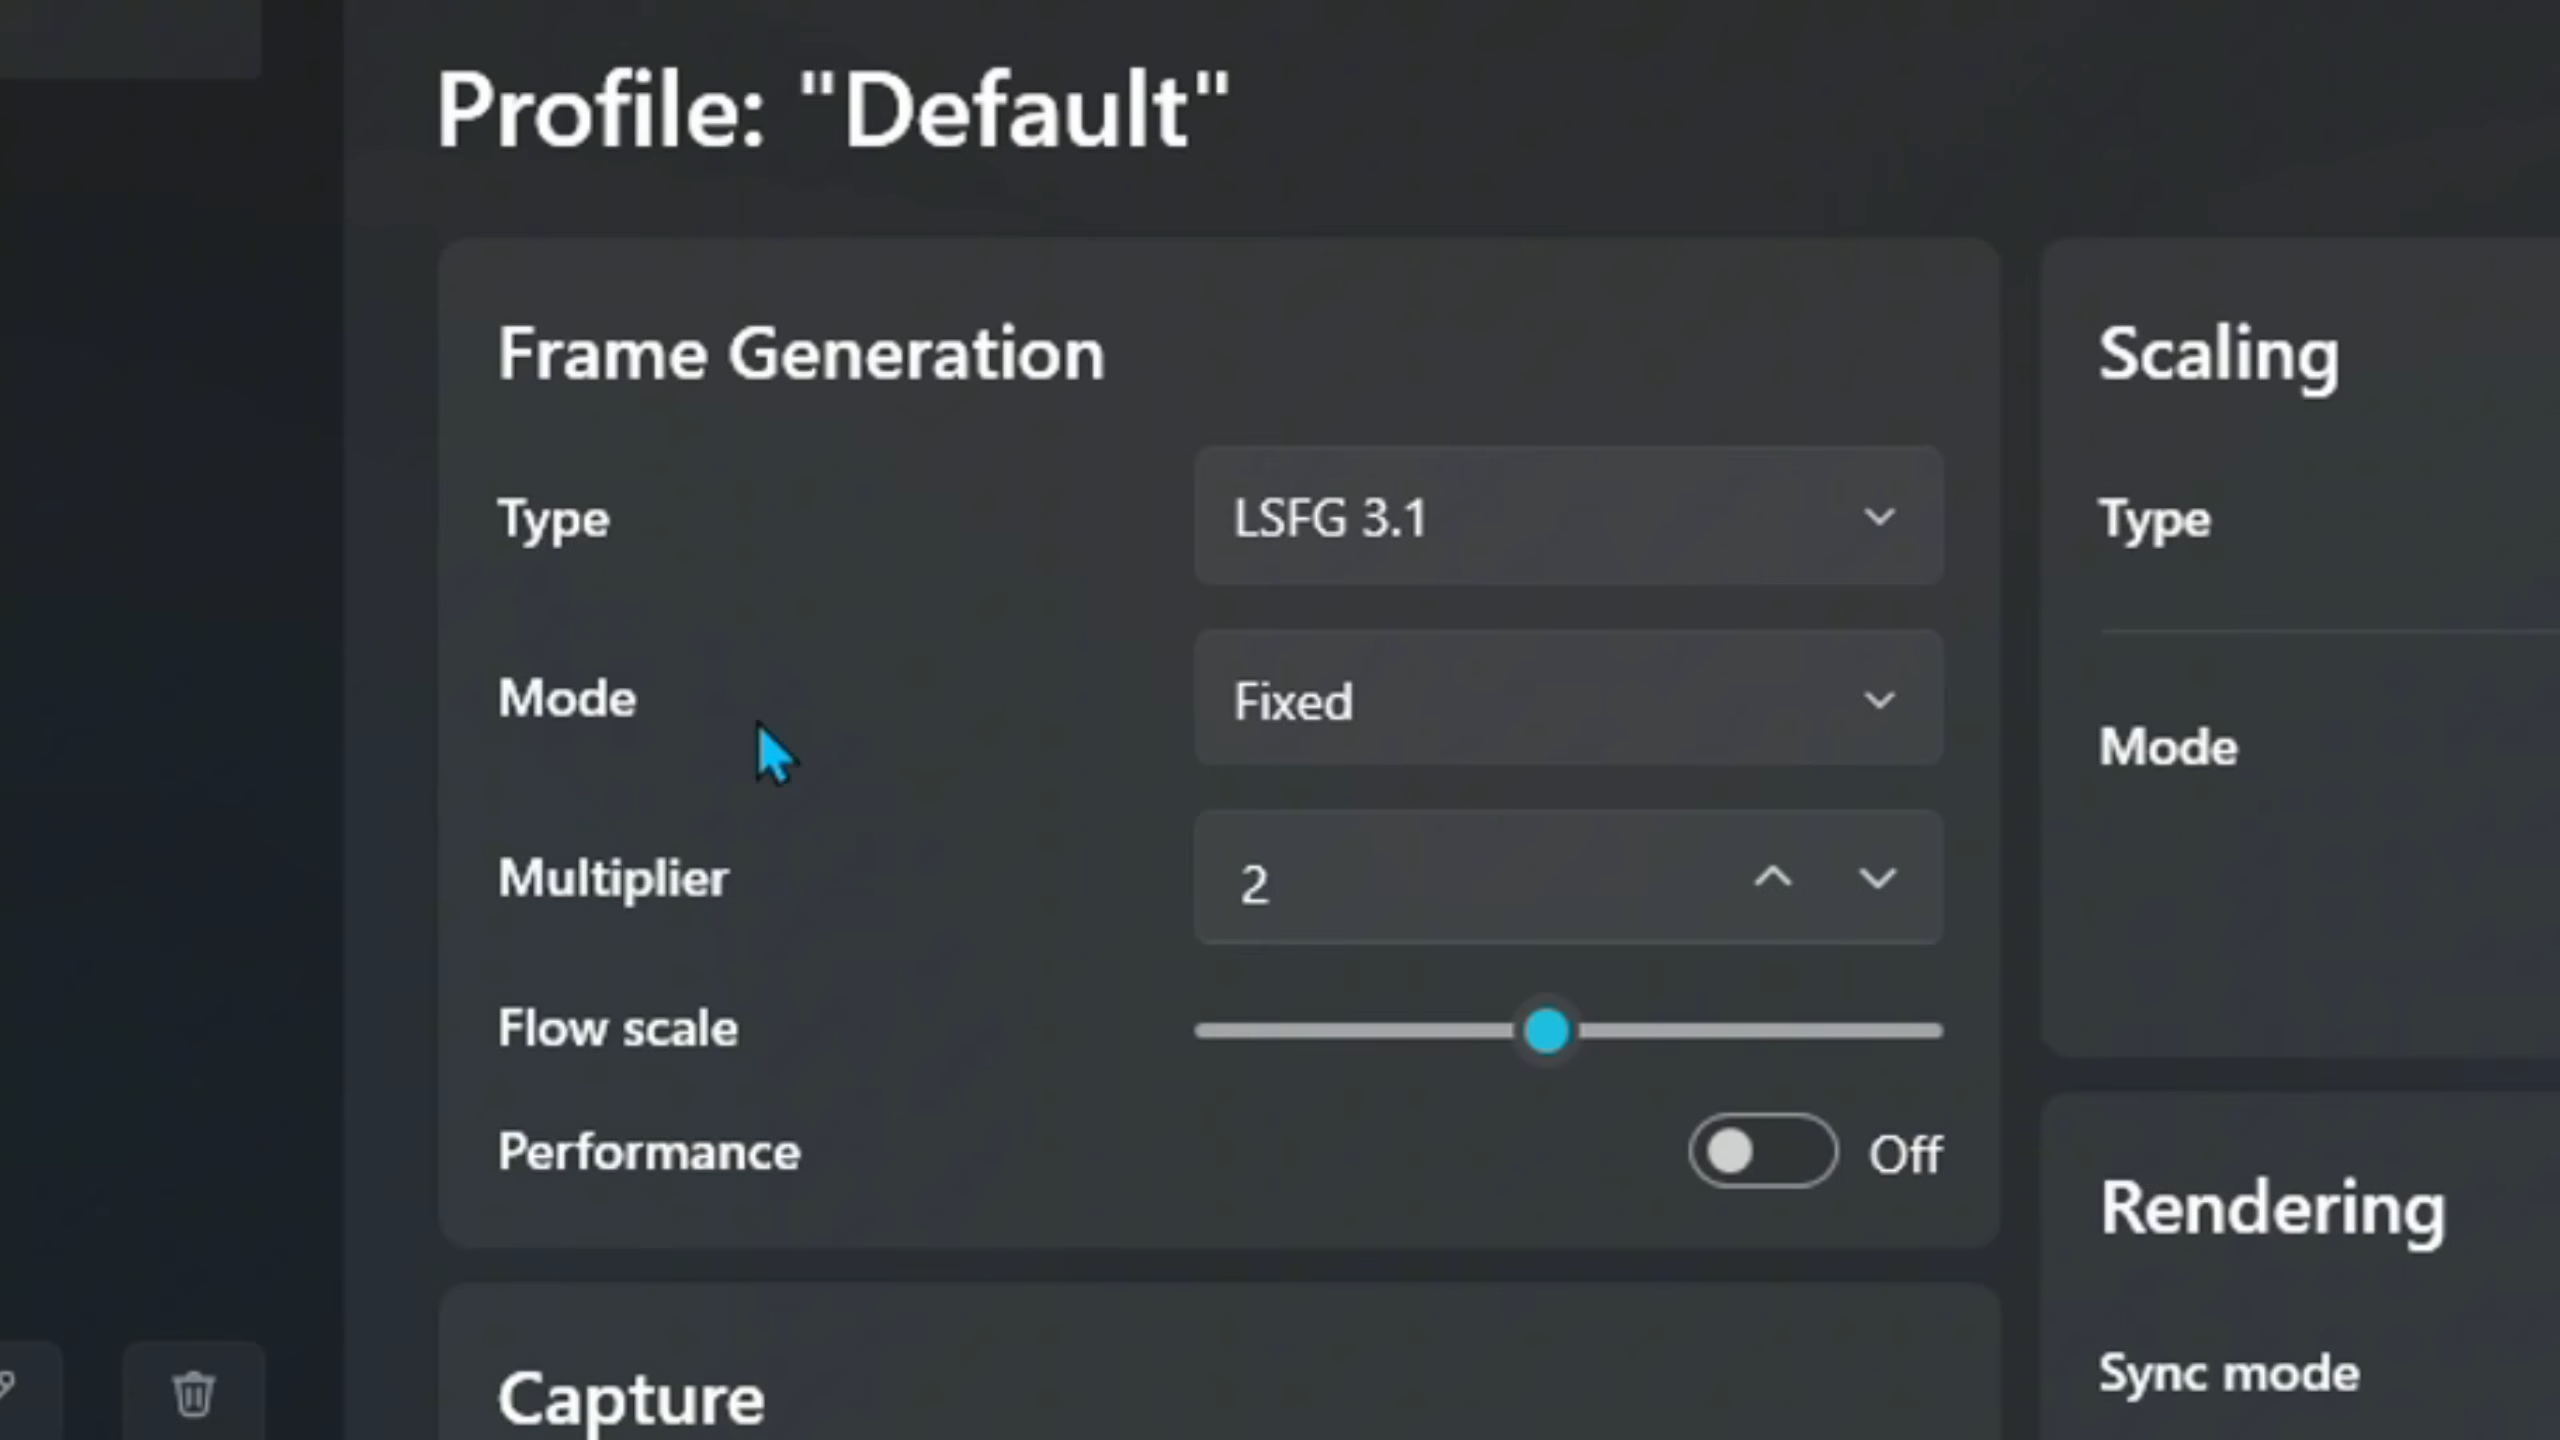 Profile: "Default"
Frame Generation
Type
LSFG 3.1
Mode
Fixed
Multiplier
2
Flow scale
Performance
Off
Capture
Scaling
Type
Mode
Rendering
Sync mode